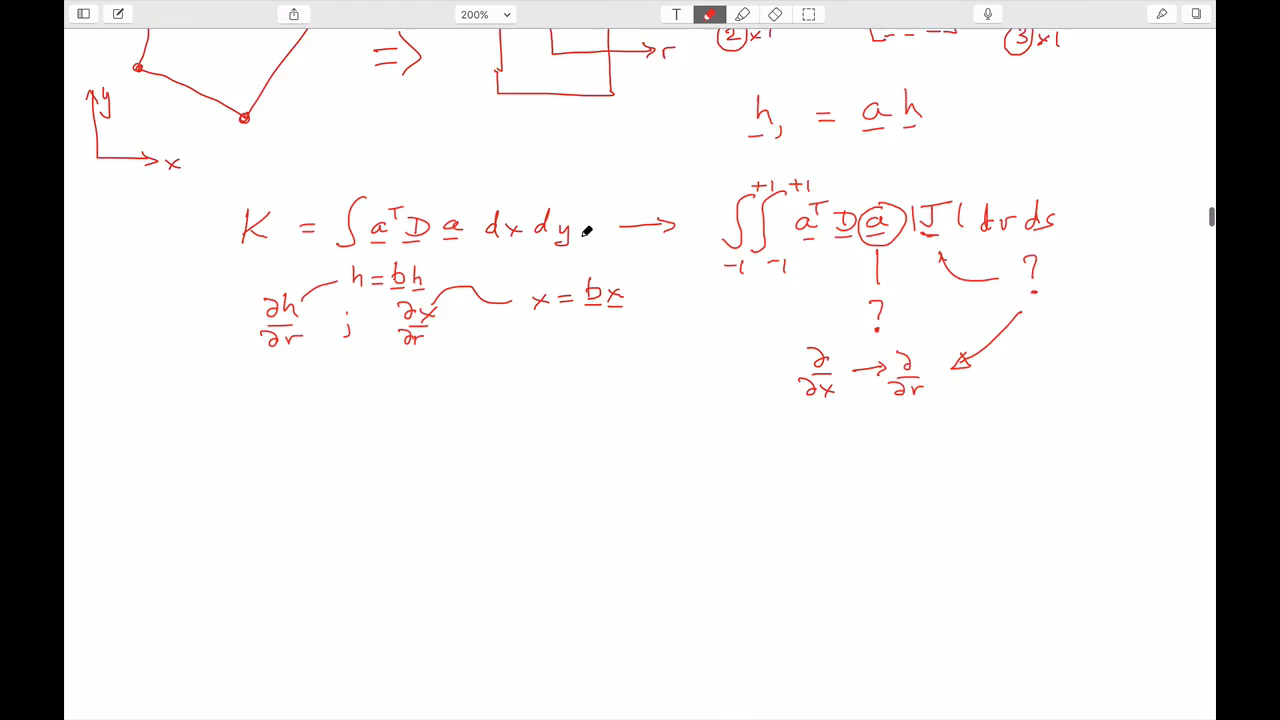 200%
T
r
②×1
③×1
y
x
h, = a h
K = ∫ aᵀ D a dx dy → ∫₋₁⁺¹ ∫₋₁⁺¹ aᵀ D a |J| dr ds
h = b h
∂h/∂r ; ∂x/∂r
x = b x
?
?
∂/∂x → ∂/∂r